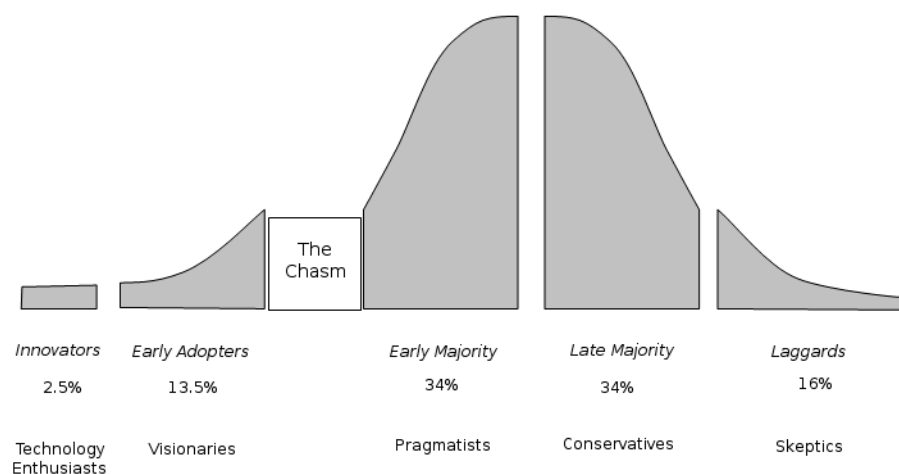 The
Chasm
Innovators
Early Adopters
Early Majority
Late Majority
Laggards
2.5%
13.5%
34%
34%
16%
Technology
Enthusiasts
Visionaries
Pragmatists
Conservatives
Skeptics